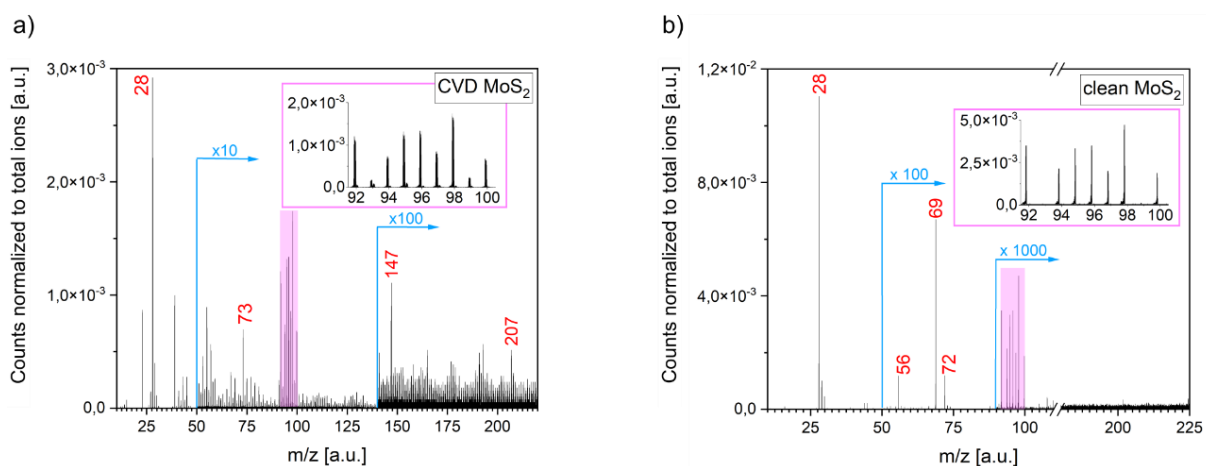 a)
Counts normalized to total ions [a.u.]
3,0×10⁻³
2,0×10⁻³
1,0×10⁻³
0,0
28
73
147
207
x10
x100
CVD MoS₂
2,0×10⁻³
1,0×10⁻³
0,0
92 94 96 98 100
25 50 75 100 125 150 175 200
m/z [a.u.]
b)
Counts normalized to total ions [a.u.]
1,2×10⁻²
8,0×10⁻³
4,0×10⁻³
0,0
28
56
69
72
x 100
x 1000
clean MoS₂
5,0×10⁻³
2,5×10⁻³
0,0
92 94 96 98 100
25 50 75 100 200 225
m/z [a.u.]